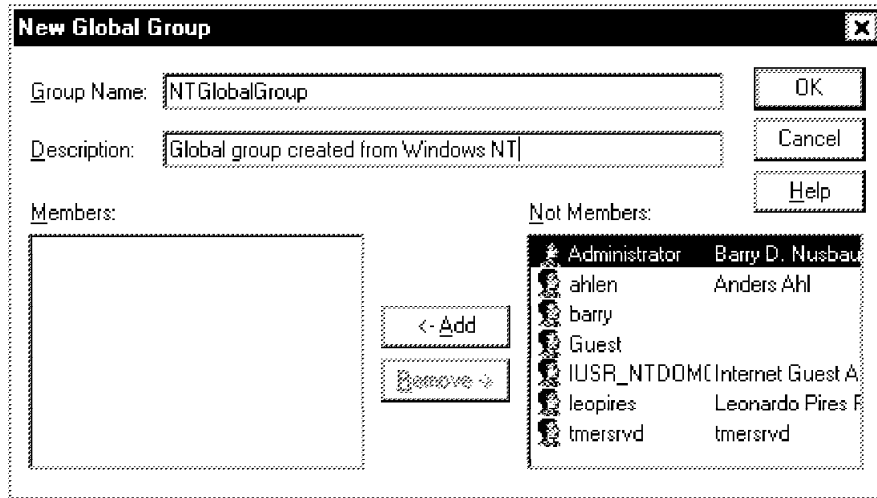 New Global Group
Group Name: NTGlobalGroup
OK
Description: Global group created from Windows NT
Cancel
Help
Members:
Not Members:
Administrator Barry D. Nusbau
ahlen Anders Ahl
barry
Guest
IUSR_NTDOM( Internet Guest A
leopires Leonardo Pires F
tmersrvd tmersrvd
<- Add
Remove ->